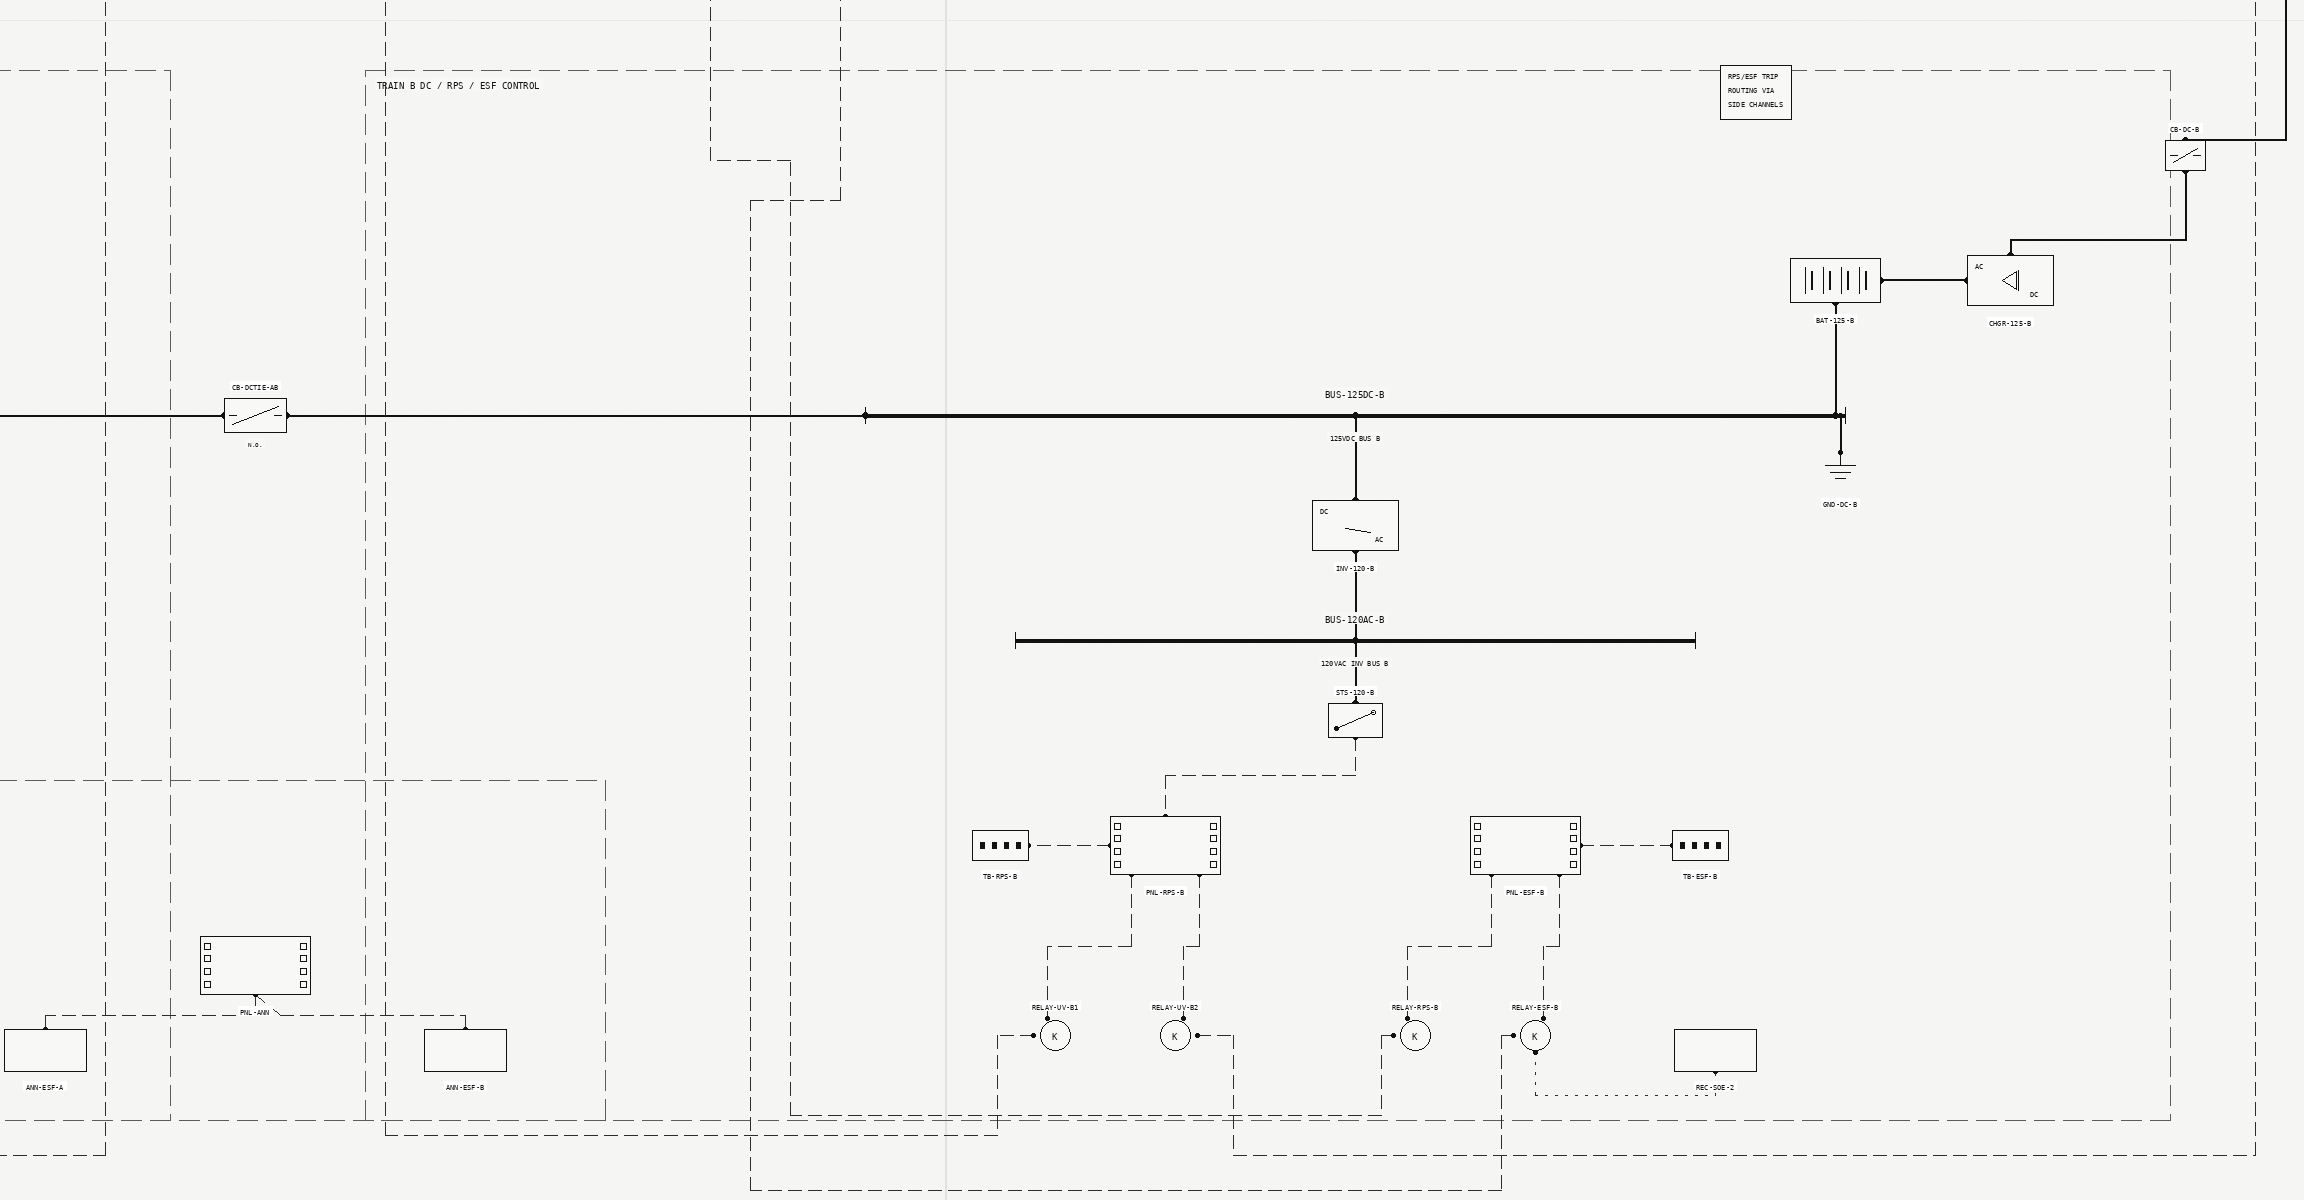 TRAIN B DC / RPS / ESF CONTROL
RPS/ESF TRIP
ROUTING VIA
SIDE CHANNELS
CB-DC-B
AC
DC
CHGR-125-B
BAT-125-B
CB-DCTIE-AB
N.O.
BUS-125DC-B
125VDC BUS B
GND-DC-B
DC
AC
INV-120-B
BUS-120AC-B
120VAC INV BUS B
STS-120-B
TB-RPS-B
PNL-RPS-B
PNL-ESF-B
TB-ESF-B
PNL-ANN
RELAY-UV-B1
RELAY-UV-B2
RELAY-RPS-B
RELAY-ESF-B
K
K
K
K
ANN-ESF-A
ANN-ESF-B
REC-SOE-2